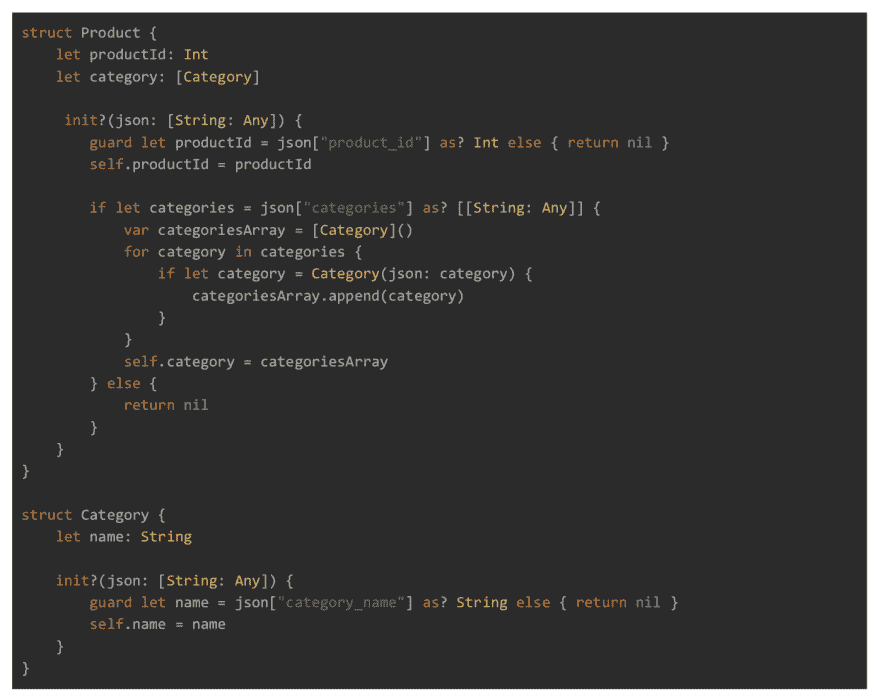 struct Product {
    let productId: Int
    let category: [Category]

     init?(json: [String: Any]) {
        guard let productId = json["product_id"] as? Int else { return nil }
        self.productId = productId

        if let categories = json["categories"] as? [[String: Any]] {
            var categoriesArray = [Category]()
            for category in categories {
                if let category = Category(json: category) {
                    categoriesArray.append(category)
                }
            }
            self.category = categoriesArray
        } else {
            return nil
        }
    }
}

struct Category {
    let name: String

    init?(json: [String: Any]) {
        guard let name = json["category_name"] as? String else { return nil }
        self.name = name
    }
}